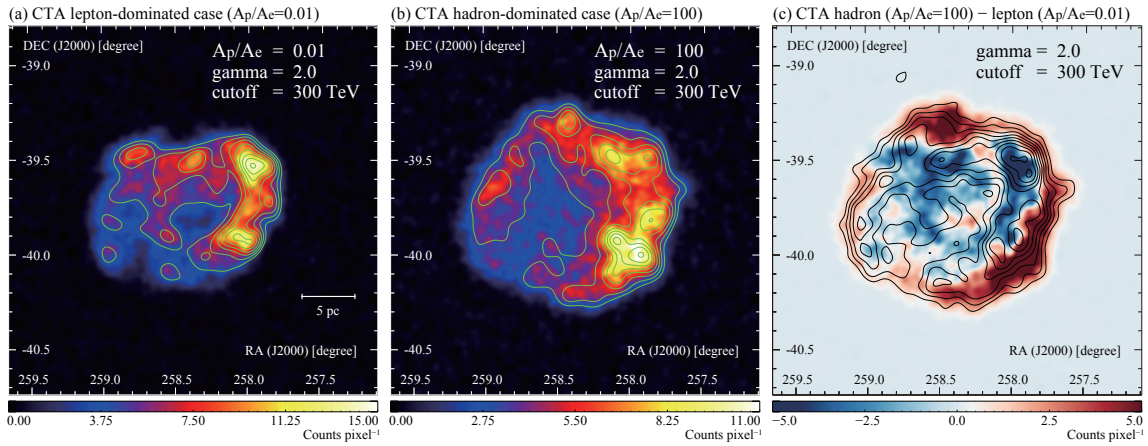 (a) CTA lepton-dominated case (Ap/Ae=0.01)
DEC (J2000) [degree]
Ap/Ae = 0.01
gamma = 2.0
cutoff = 300 TeV
-39.0
-39.5
-40.0
-40.5
5 pc
RA (J2000) [degree]
259.5 259.0 258.5 258.0 257.5
0.00 3.75 7.50 11.25 15.00
Counts pixel⁻¹
(b) CTA hadron-dominated case (Ap/Ae=100)
DEC (J2000) [degree]
Ap/Ae = 100
gamma = 2.0
cutoff = 300 TeV
-39.0
-39.5
-40.0
-40.5
RA (J2000) [degree]
259.5 259.0 258.5 258.0 257.5
0.00 2.75 5.50 8.25 11.00
Counts pixel⁻¹
(c) CTA hadron (Ap/Ae=100) − lepton (Ap/Ae=0.01)
DEC (J2000) [degree]
gamma = 2.0
cutoff = 300 TeV
-39.0
-39.5
-40.0
-40.5
RA (J2000) [degree]
259.5 259.0 258.5 258.0 257.5
−5.0 −2.5 0.0 2.5 5.0
Counts pixel⁻¹